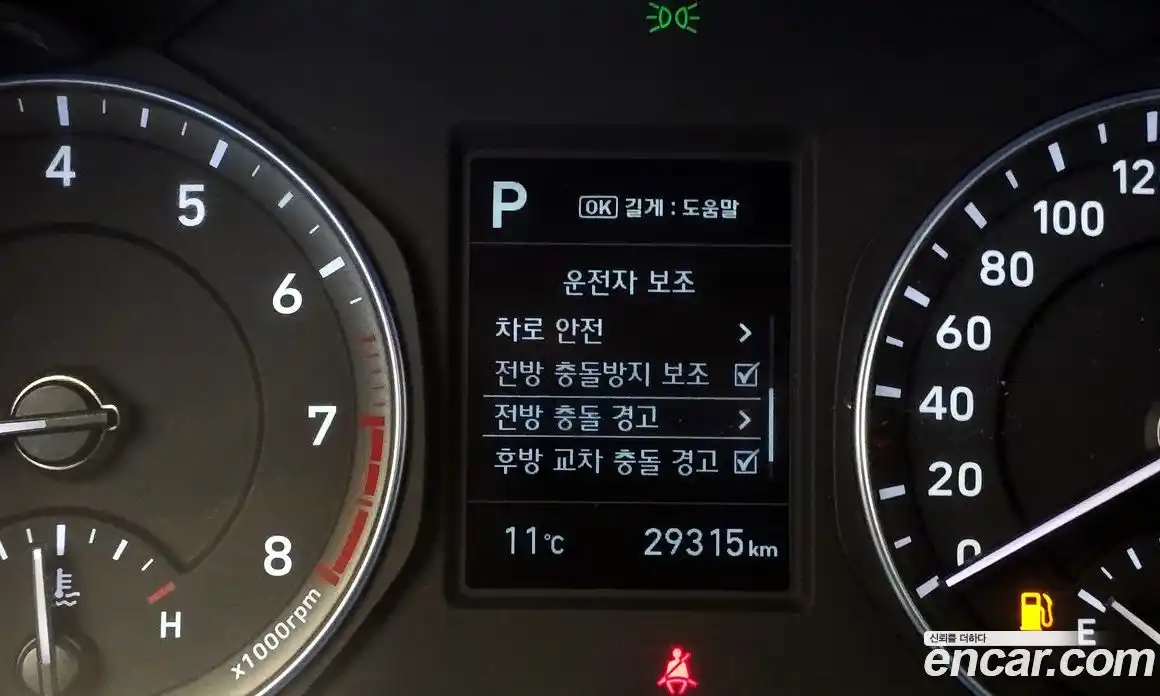 4
5
6
7
8
x1000rpm
H
P
OK 길게 : 도움말
운전자 보조
차로 안전 >
전방 충돌방지 보조
전방 충돌 경고 >
후방 교차 충돌 경고
11°C 29315km
120
100
80
60
40
20
0
E
신뢰를 더하다
encar.com